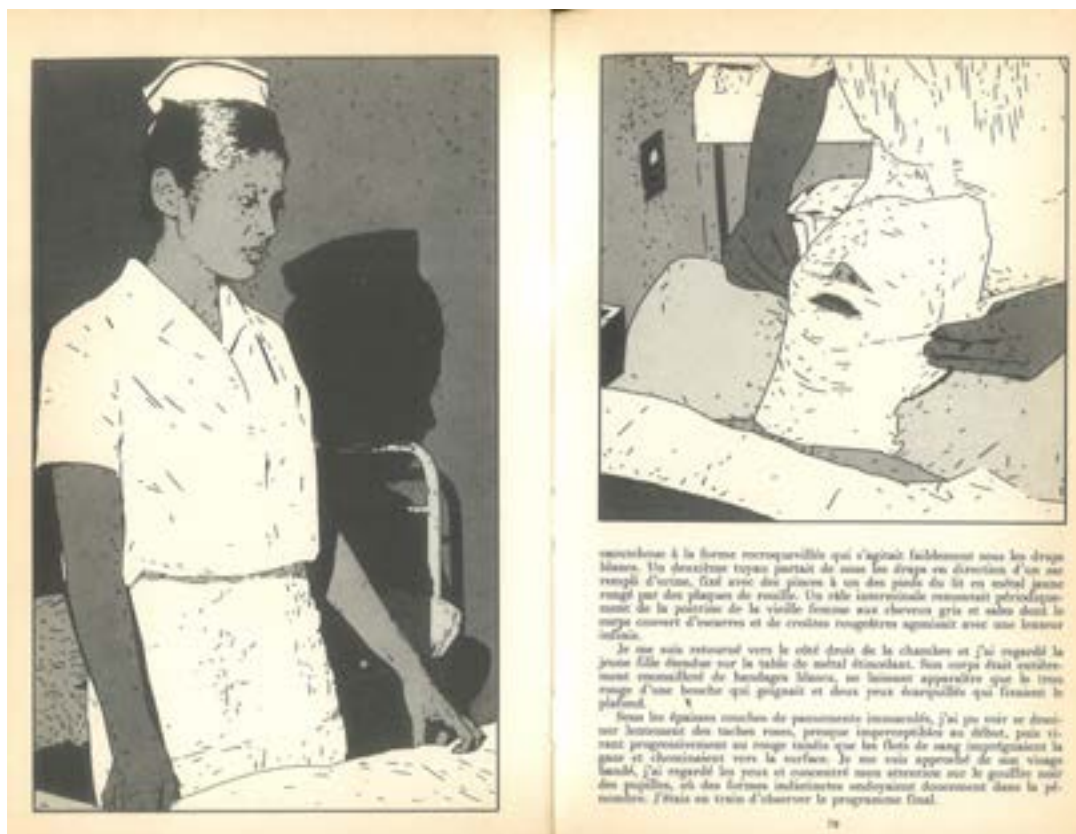 caoutchouc à la forme recroquevillée qui s'agitait faiblement sous les draps
blancs. Un deuxième tuyau partait de sous les draps en direction d'un sac
rempli d'urine, fixé avec des pinces à un des pieds du lit en métal jaune
rongé par des plaques de rouille. Un râle interminable remontait périodique-
ment de la poitrine de la vieille femme aux cheveux gris et sales dont le
corps couvert d'escarres et de croûtes rougeâtres agonisait avec une lenteur
infinie.
Je me suis retourné vers le côté droit de la chambre et j'ai regardé la
jeune fille étendue sur la table de métal étincelant. Son corps était entière-
ment emmailloté de bandages blancs, ne laissant apparaître que le trou
rouge d'une bouche qui geignait et deux yeux écarquillés qui fixaient le
plafond.
Sous les épaisses couches de pansements immaculés, j'ai pu voir se dessi-
ner lentement des taches roses, presque imperceptibles au début, puis vi-
rant progressivement au rouge tandis que les flots de sang imprégnaient la
gaze et cheminaient vers la surface. Je me suis approché de son visage
bandé, j'ai regardé les yeux et concentré mon attention sur le gouffre noir
des pupilles, où des formes indistinctes ondoyaient doucement dans la pé-
nombre. J'étais en train d'observer le programme final.